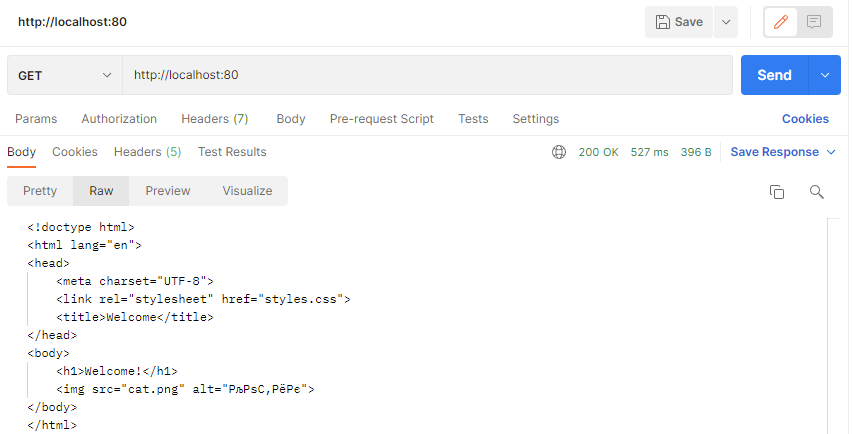 http://localhost:80
Save
GET
http://localhost:80
Send
Params Authorization Headers (7) Body Pre-request Script Tests Settings Cookies
Body Cookies Headers (5) Test Results 200 OK 527 ms 396 B Save Response
Pretty Raw Preview Visualize
<!doctype html>
<html lang="en">
<head>
    <meta charset="UTF-8">
    <link rel="stylesheet" href="styles.css">
    <title>Welcome</title>
</head>
<body>
    <h1>Welcome!</h1>
    <img src="cat.png" alt="РљРѕС‚РёРє">
</body>
</html>